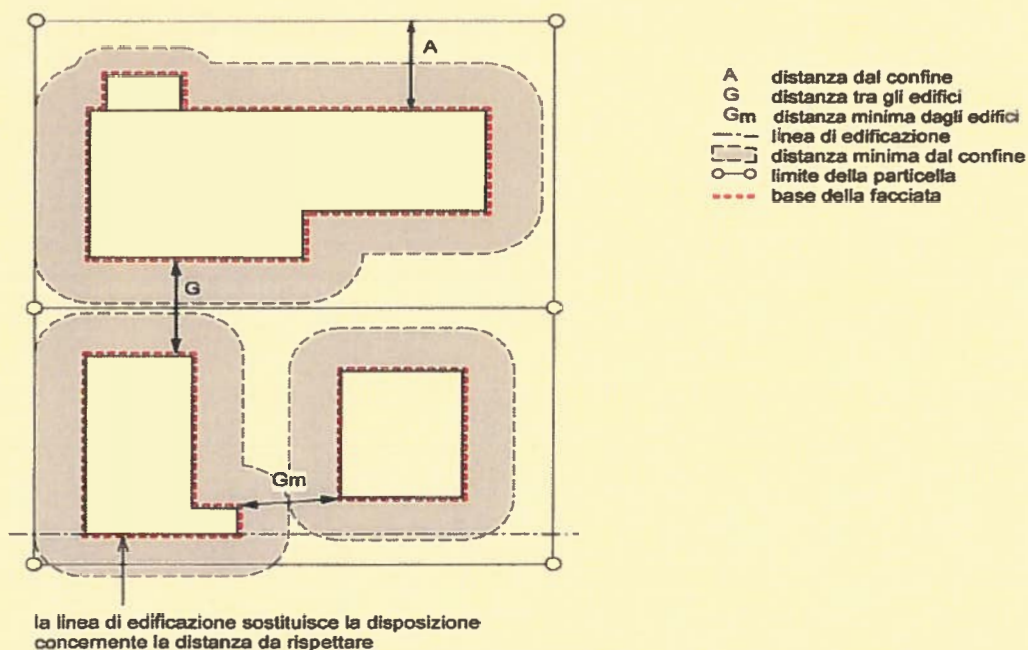 A
A distanza dal confine
G distanza tra gli edifici
Gm distanza minima dagli edifici
linea di edificazione
distanza minima dal confine
limite della particella
base della facciata
G
Gm
la linea di edificazione sostituisce la disposizione
concernente la distanza da rispettare